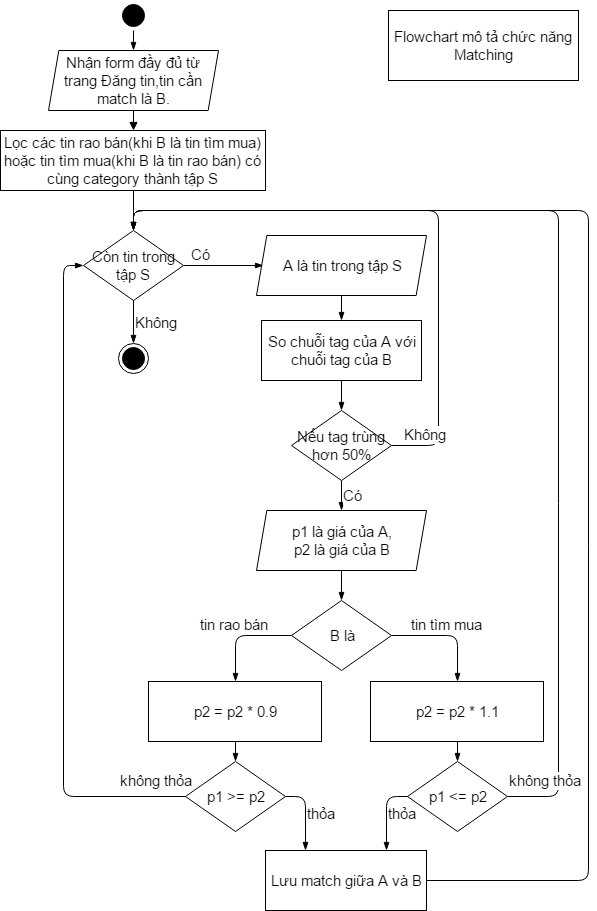 Flowchart mô tả chức năng
Matching
Nhận form đầy đủ từ
trang Đăng tin,tin cần
match là B.
Lọc các tin rao bán(khi B là tin tìm mua)
hoặc tin tìm mua(khi B là tin rao bán) có
cùng category thành tập S
Còn tin trong
tập S
Có
A là tin trong tập S
Không
So chuỗi tag của A với
chuỗi tag của B
Nếu tag trùng
hơn 50%
Không
Có
p1 là giá của A,
p2 là giá của B
tin rao bán
B là
tin tìm mua
p2 = p2 * 0.9
p2 = p2 * 1.1
không thỏa
p1 >= p2
thỏa
p1 <= p2
không thỏa
thỏa
Lưu match giữa A và B